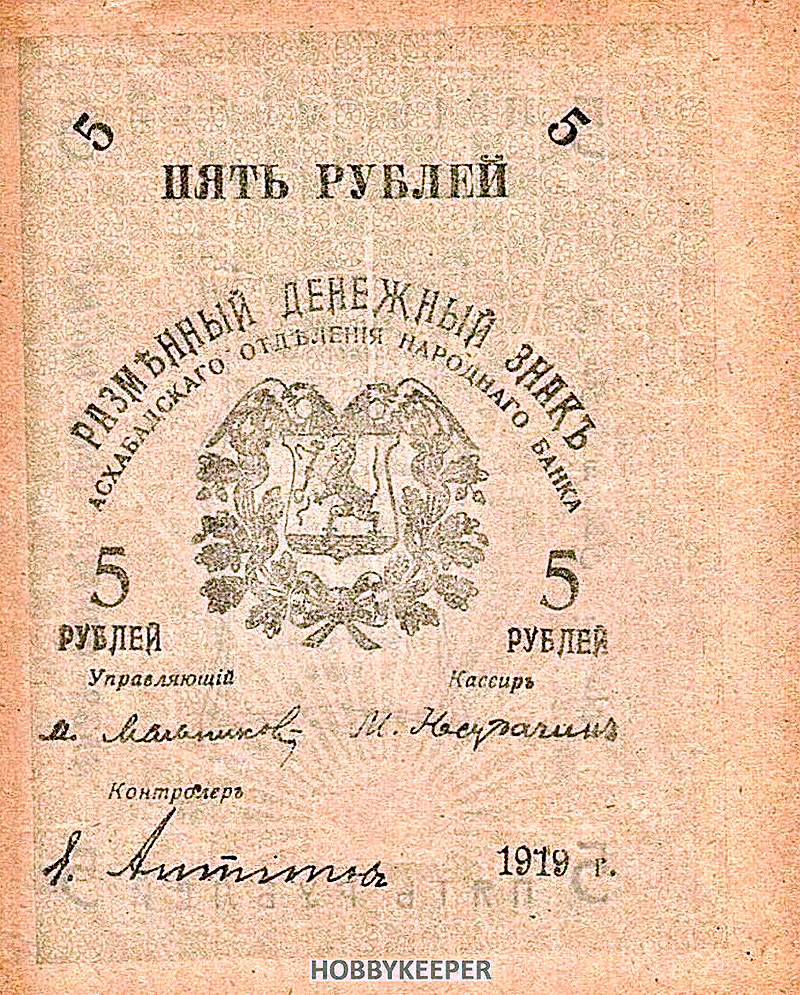 5 5
ПЯТЬ РУБЛЕЙ
РАЗМѢННЫЙ ДЕНЕЖНЫЙ ЗНАКЪ
АСХАБАДСКАГО ОТДѢЛЕНІЯ НАРОДНАГО БАНКА
5 5
РУБЛЕЙ РУБЛЕЙ
Управляющій Кассиръ
М.
Контролеръ
1919 г.
HOBBYKEEPER